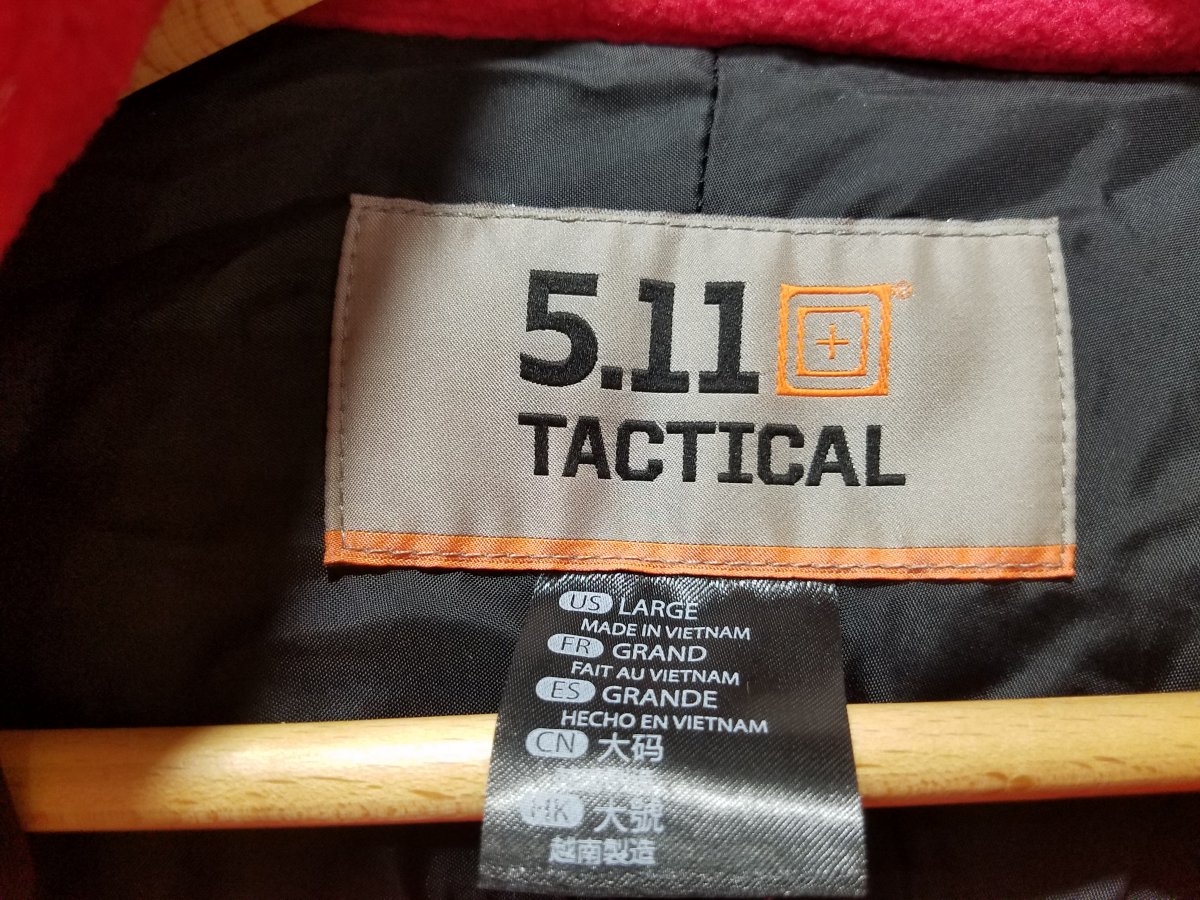 5.11®
TACTICAL
US LARGE
MADE IN VIETNAM
FR GRAND
FAIT AU VIETNAM
ES GRANDE
HECHO EN VIETNAM
CN 大码
HK 大號
越南製造